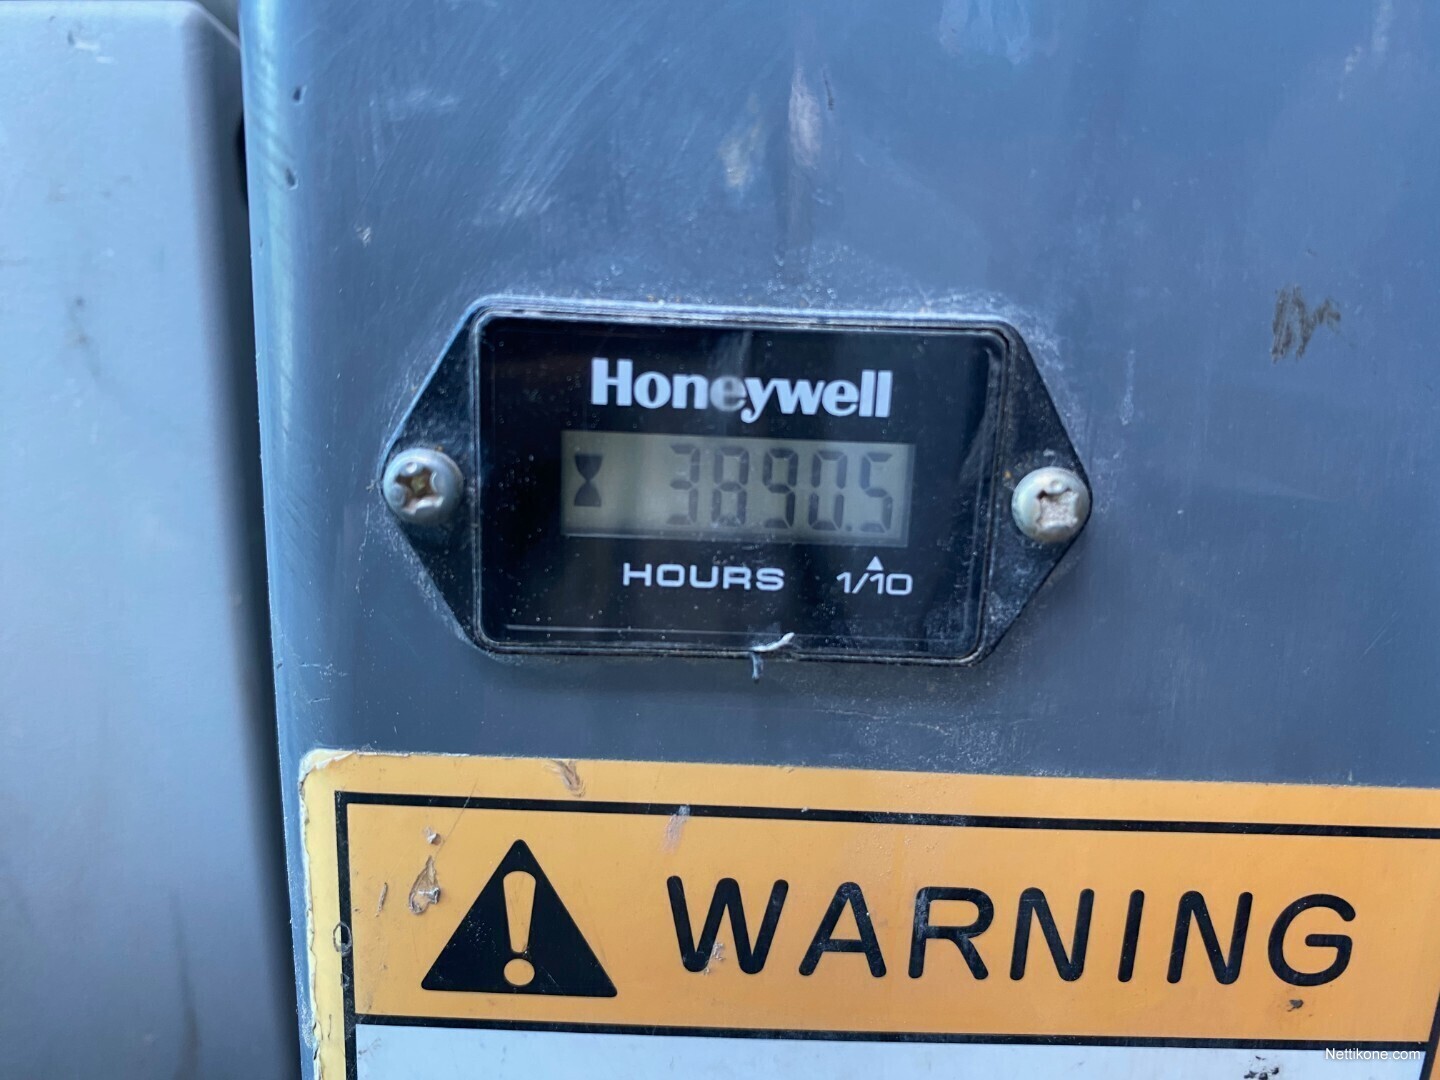 Honeywell
3890.5
HOURS 1/10
WARNING
Nettikone.com